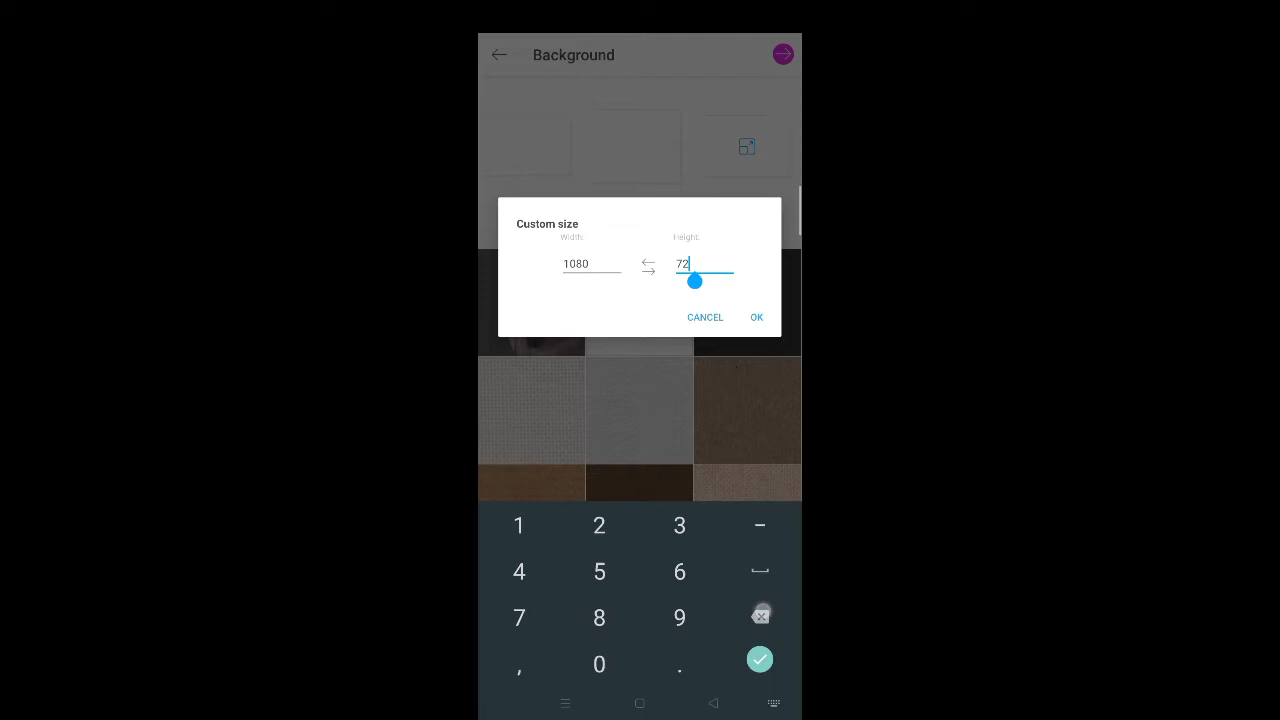 Background
Custom size
Width:
Height:
1080
72
CANCEL
OK
1 2 3 –
4 5 6
7 8 9
, 0 .